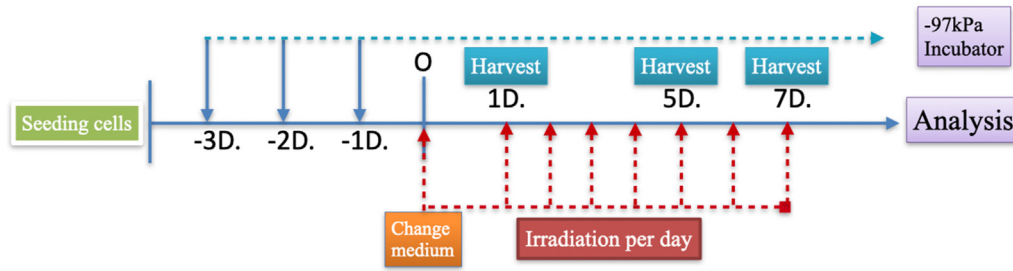 -97kPa
Incubator
O
Harvest
Harvest
Harvest
1D.
5D.
7D.
Seeding cells
Analysis
-3D.
-2D.
-1D.
Change
medium
Irradiation per day